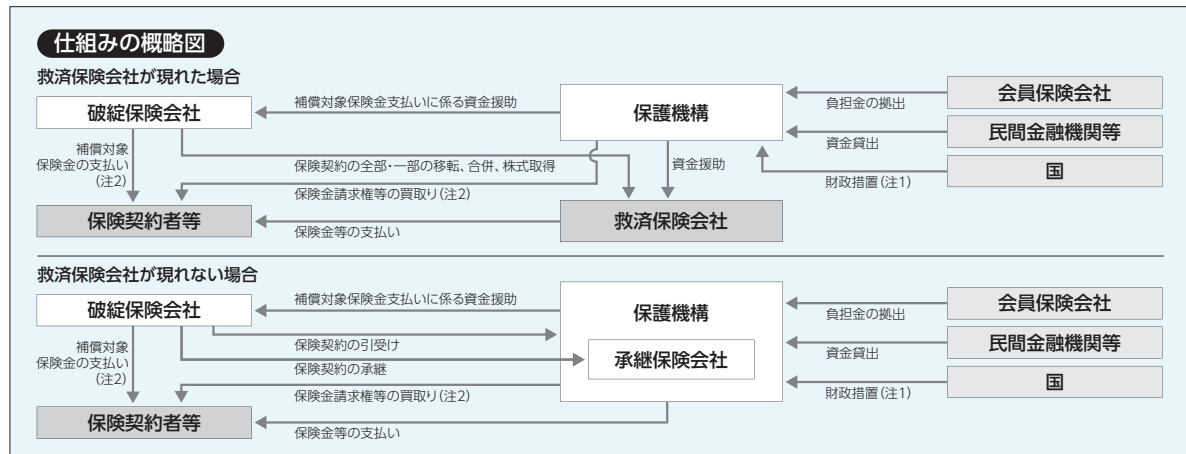 仕組みの概略図
救済保険会社が現れた場合
破綻保険会社
補償対象保険金支払いに係る資金援助
保護機構
負担金の拠出
会員保険会社
資金貸出
民間金融機関等
財政措置(注1)
国
補償対象
保険金の支払い
(注2)
保険契約の全部・一部の移転、合併、株式取得
資金援助
保険金請求権等の買取り(注2)
保険契約者等
保険金等の支払い
救済保険会社
救済保険会社が現れない場合
破綻保険会社
補償対象保険金支払いに係る資金援助
保護機構
負担金の拠出
会員保険会社
資金貸出
民間金融機関等
財政措置(注1)
国
補償対象
保険金の支払い
(注2)
保険契約の引受け
保険契約の承継
承継保険会社
保険金請求権等の買取り(注2)
保険契約者等
保険金等の支払い